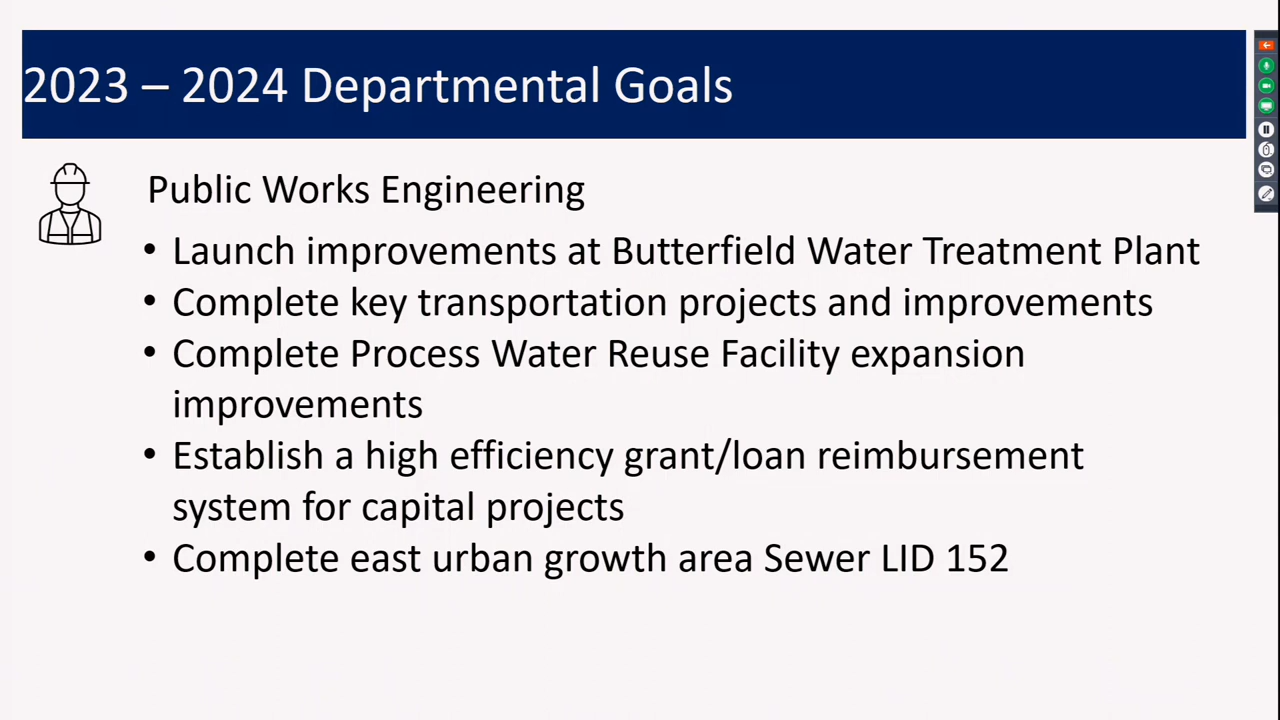 2023 – 2024 Departmental Goals
Public Works Engineering
• Launch improvements at Butterfield Water Treatment Plant
• Complete key transportation projects and improvements
• Complete Process Water Reuse Facility expansion
improvements
• Establish a high efficiency grant/loan reimbursement
system for capital projects
• Complete east urban growth area Sewer LID 152